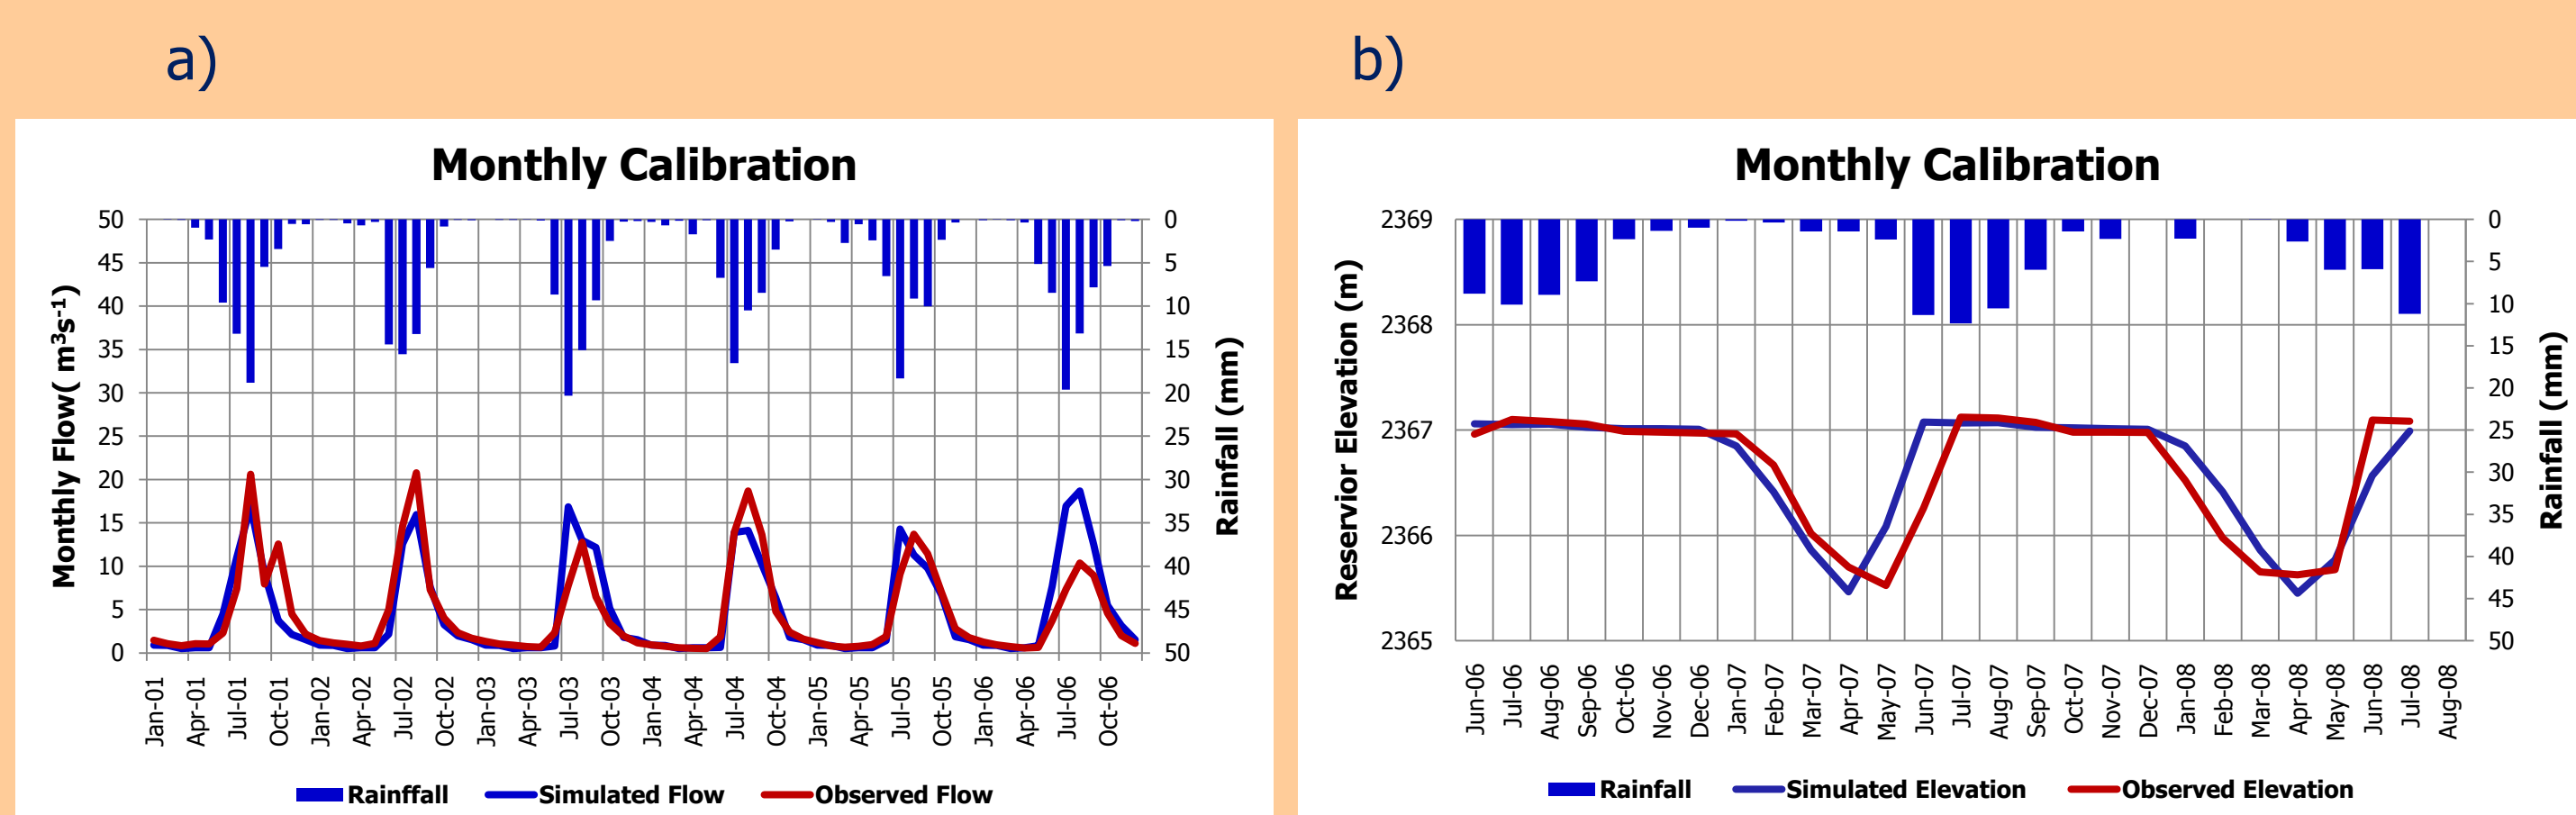 a)
b)
Monthly Calibration
50
45
40
35
30
25
20
15
10
5
0
Monthly Flow( m³s⁻¹)
0
5
10
15
20
25
30
35
40
45
50
Rainfall (mm)
Jan-01
Apr-01
Jul-01
Oct-01
Jan-02
Apr-02
Jul-02
Oct-02
Jan-03
Apr-03
Jul-03
Oct-03
Jan-04
Apr-04
Jul-04
Oct-04
Jan-05
Apr-05
Jul-05
Oct-05
Jan-06
Apr-06
Jul-06
Oct-06
Rainffall Simulated Flow Observed Flow
Monthly Calibration
2369
2368
2367
2366
2365
Reservior Elevation (m)
0
5
10
15
20
25
30
35
40
45
50
Rainfall (mm)
Jun-06
Jul-06
Aug-06
Sep-06
Oct-06
Nov-06
Dec-06
Jan-07
Feb-07
Mar-07
Apr-07
May-07
Jun-07
Jul-07
Aug-07
Sep-07
Oct-07
Nov-07
Dec-07
Jan-08
Feb-08
Mar-08
Apr-08
May-08
Jun-08
Jul-08
Aug-08
Rainfall Simulated Elevation Observed Elevation